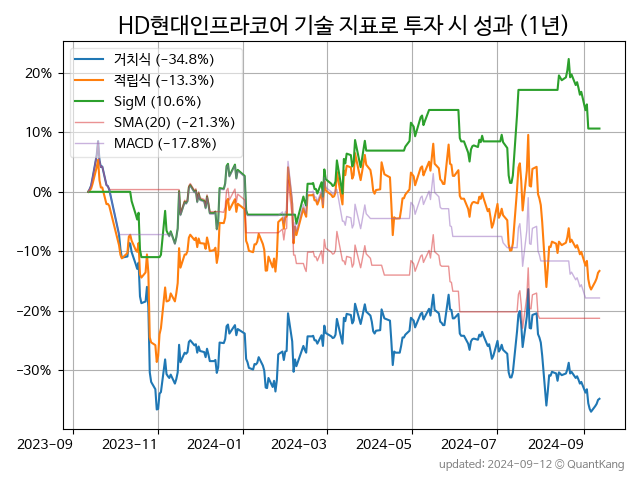 HD현대인프라코어 기술 지표로 투자 시 성과 (1년)
거치식 (−34.8%)
적립식 (−13.3%)
SigM (10.6%)
SMA(20) (−21.3%)
MACD (−17.8%)
20%
10%
0%
−10%
−20%
−30%
2023-09 2023-11 2024-01 2024-03 2024-05 2024-07 2024-09
updated: 2024-09-12 © QuantKang